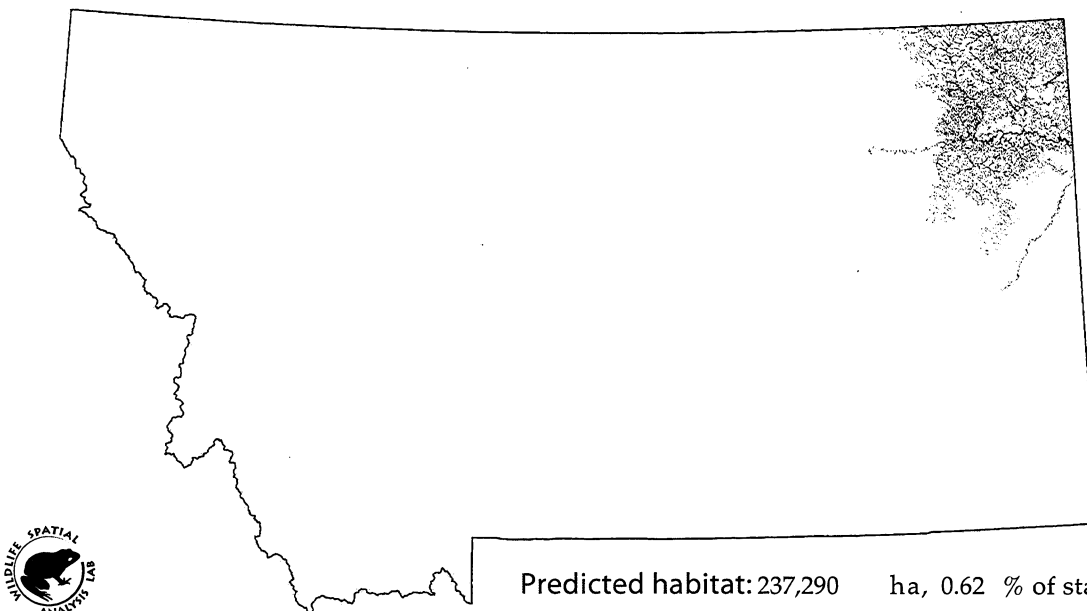 WILDLIFE SPATIAL
ANALYSIS LAB
Predicted habitat: 237,290 ha, 0.62 % of sta